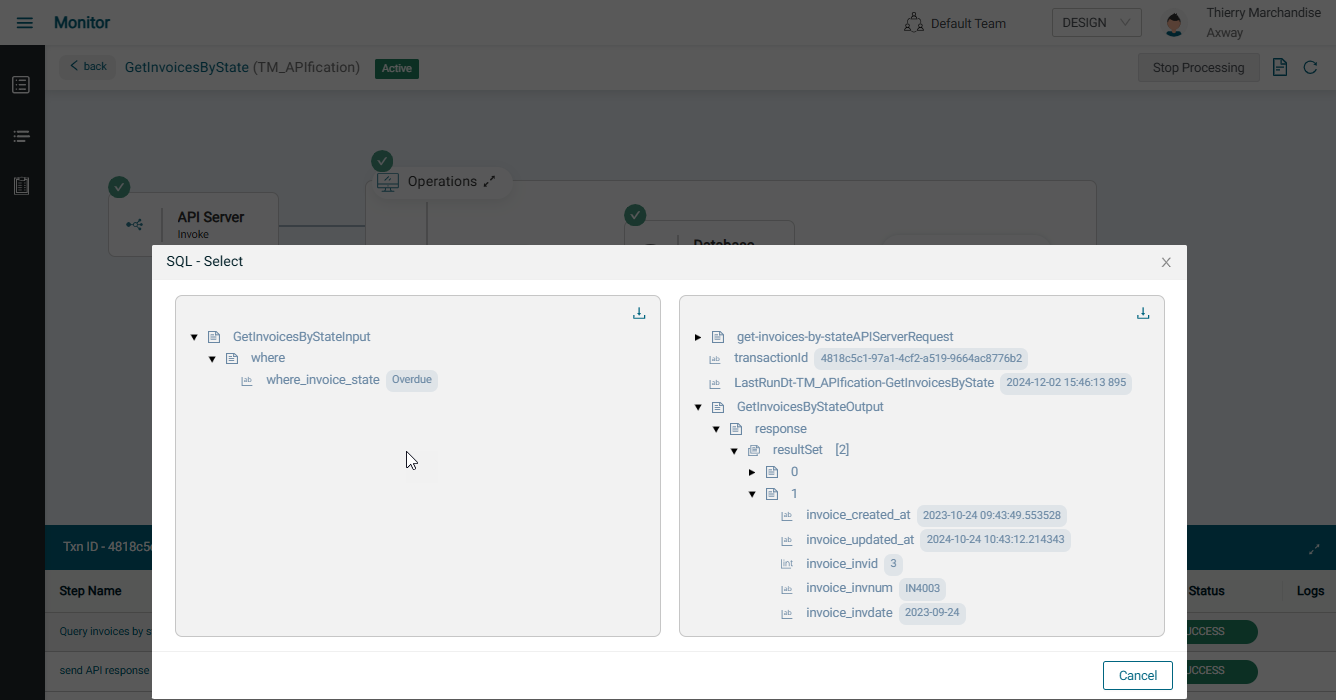 Monitor
Default Team
DESIGN
Thierry Marchandise
Axway
back
GetInvoicesByState (TM_APIfication)
Active
Stop Processing
Operations
API Server
Invoke
Database
SQL - Select
GetInvoicesByStateInput
where
where_invoice_state Overdue
get-invoices-by-stateAPIServerRequest
transactionId 4818c5c1-97a1-4cf2-a519-9664ac8776b2
LastRunDt-TM_APIfication-GetInvoicesByState 2024-12-02 15:46:13 895
GetInvoicesByStateOutput
response
resultSet [2]
0
1
invoice_created_at 2023-10-24 09:43:49.553528
invoice_updated_at 2024-10-24 10:43:12.214343
int invoice_invid 3
invoice_invnum IN4003
invoice_invdate 2023-09-24
Cancel
Txn ID - 4818c5
Step Name
Status
Logs
Query invoices by s
UCCESS
send API response
UCCESS